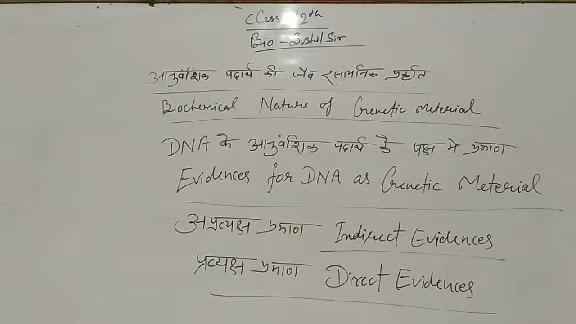 Class 12th
Bio - Sushil Sir
आनुवंशिक पदार्थ की जैव रसायनिक प्रकृति
Biochemical Nature of Genetic Meterial
DNA के आनुवंशिक पदार्थ है पक्ष मे प्रमाण
Evidences for DNA as Genetic Meterial
अप्रत्यक्ष प्रमाण Indirect Evidences
प्रत्यक्ष प्रमाण Direct Evidences